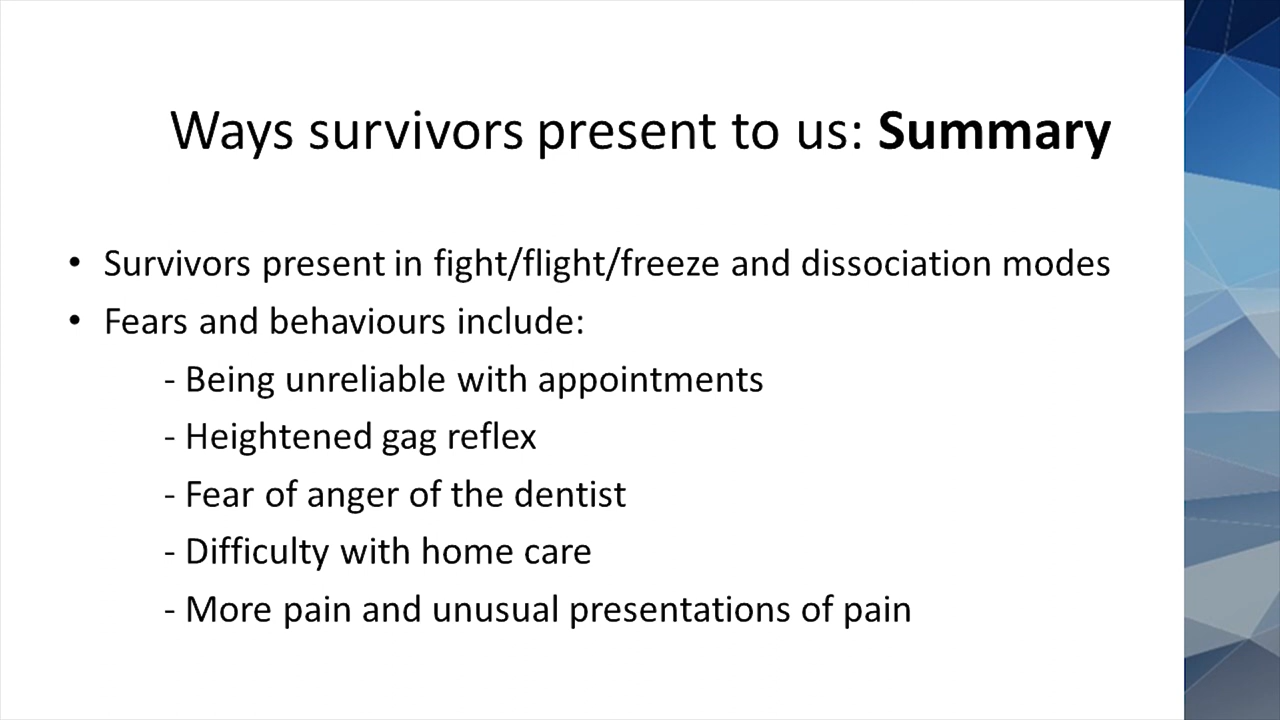 Ways survivors present to us: Summary
• Survivors present in fight/flight/freeze and dissociation modes
• Fears and behaviours include:
- Being unreliable with appointments
- Heightened gag reflex
- Fear of anger of the dentist
- Difficulty with home care
- More pain and unusual presentations of pain